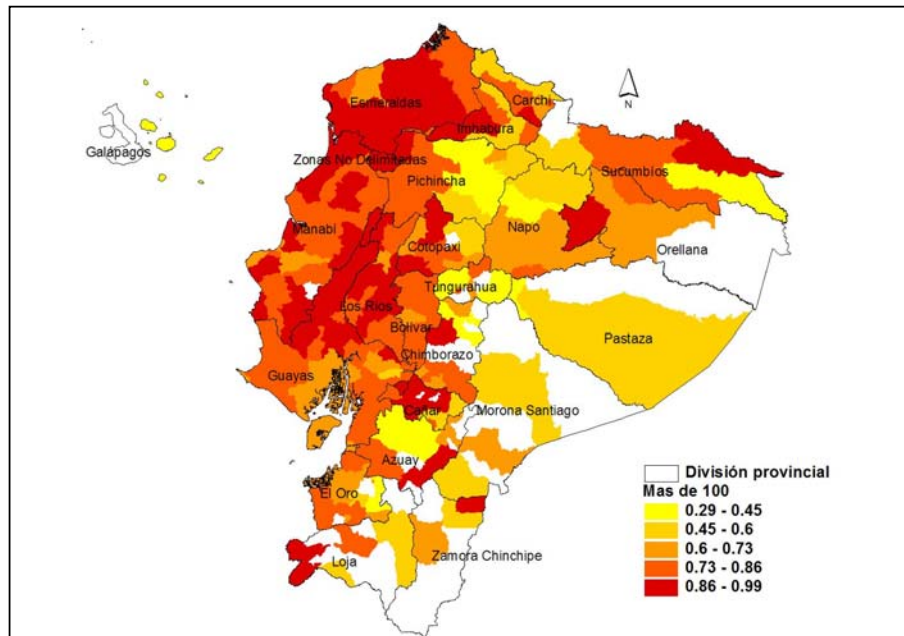 Esmeraldas
Carchi
N
Imbabura
Galápagos
Zonas No Delimitadas
Sucumbíos
Pichincha
Manabí
Napo
Cotopaxi
Orellana
Tungurahua
Los Ríos
Bolívar
Pastaza
Chimborazo
Guayas
Cañar
Morona Santiago
Azuay
El Oro
Zamora Chinchipe
Loja
División provincial
Mas de 100
0.29 - 0.45
0.45 - 0.6
0.6 - 0.73
0.73 - 0.86
0.86 - 0.99